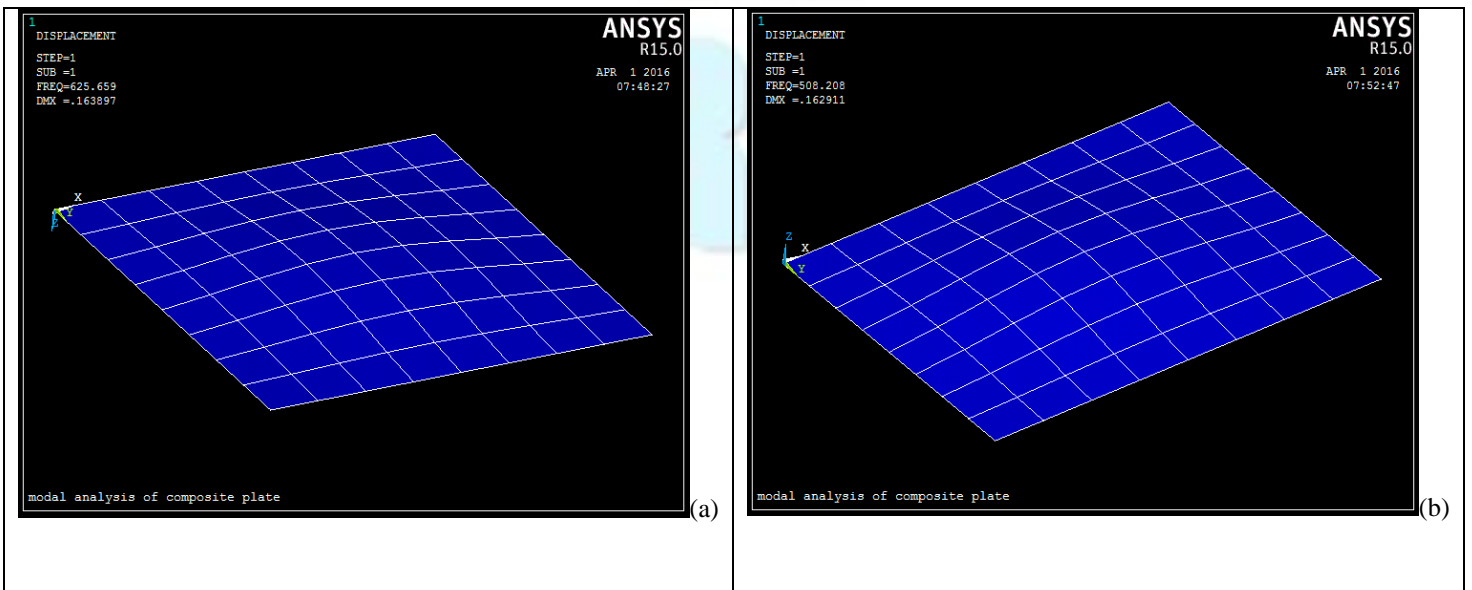 1
DISPLACEMENT
STEP=1
SUB =1
FREQ=625.659
DMX =.163897
ANSYS
R15.0
APR 1 2016
07:48:27
X
Y
Z
modal analysis of composite plate
(a)
1
DISPLACEMENT
STEP=1
SUB =1
FREQ=508.208
DMX =.162911
ANSYS
R15.0
APR 1 2016
07:52:47
Z
X
Y
modal analysis of composite plate
(b)